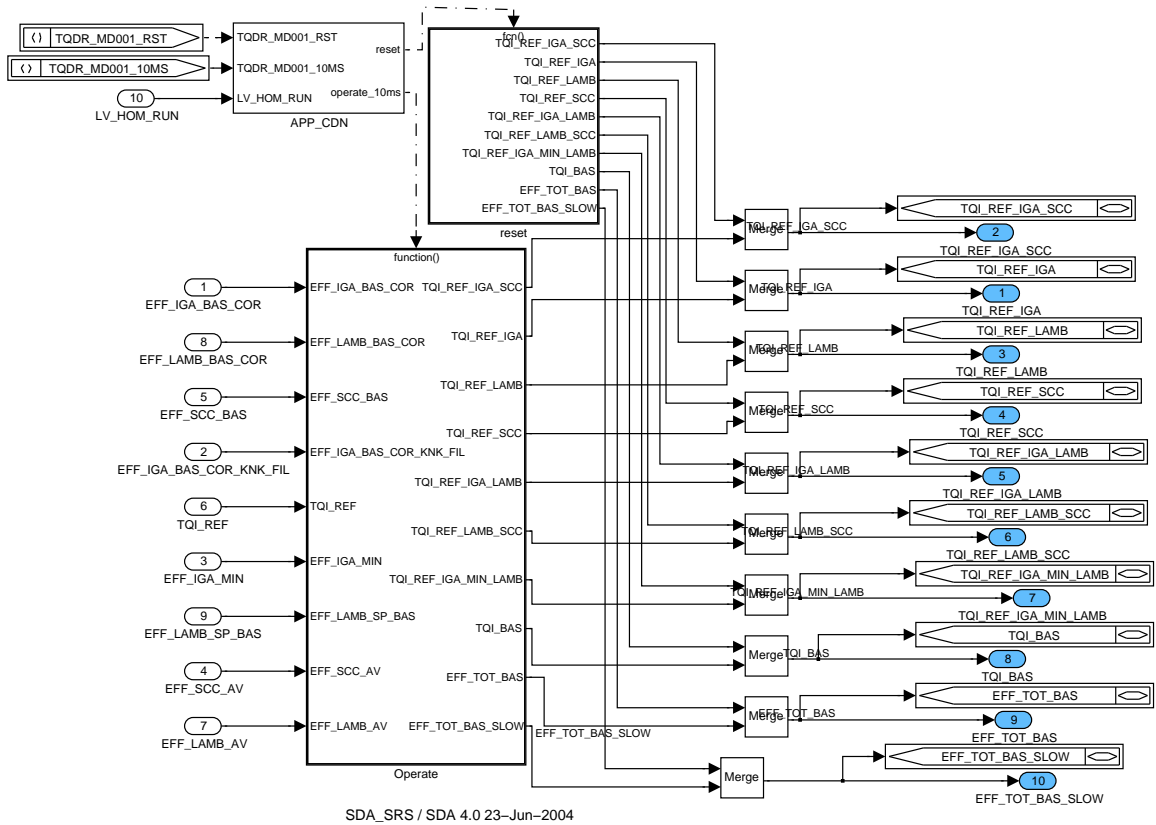 TQDR_MD001_RST
TQDR_MD001_10MS
10
LV_HOM_RUN
TQDR_MD001_RST
TQDR_MD001_10MS
LV_HOM_RUN
reset
operate_10ms
APP_CDN
fcn()
TQI_REF_IGA_SCC
TQI_REF_IGA
TQI_REF_LAMB
TQI_REF_SCC
TQI_REF_IGA_LAMB
TQI_REF_LAMB_SCC
TQI_REF_IGA_MIN_LAMB
TQI_BAS
EFF_TOT_BAS
EFF_TOT_BAS_SLOW
reset
1
EFF_IGA_BAS_COR
8
EFF_LAMB_BAS_COR
5
EFF_SCC_BAS
2
EFF_IGA_BAS_COR_KNK_FIL
6
TQI_REF
3
EFF_IGA_MIN
9
EFF_LAMB_SP_BAS
4
EFF_SCC_AV
7
EFF_LAMB_AV
function()
EFF_IGA_BAS_COR
EFF_LAMB_BAS_COR
EFF_SCC_BAS
EFF_IGA_BAS_COR_KNK_FIL
TQI_REF
EFF_IGA_MIN
EFF_LAMB_SP_BAS
EFF_SCC_AV
EFF_LAMB_AV
TQI_REF_IGA_SCC
TQI_REF_IGA
TQI_REF_LAMB
TQI_REF_SCC
TQI_REF_IGA_LAMB
TQI_REF_LAMB_SCC
TQI_REF_IGA_MIN_LAMB
TQI_BAS
EFF_TOT_BAS
EFF_TOT_BAS_SLOW
Operate
EFF_TOT_BAS_SLOW
Merge
TQI_REF_IGA_SCC
TQI_REF_IGA_SCC
2
TQI_REF_IGA_SCC
Merge
TQI_REF_IGA
TQI_REF_IGA
1
TQI_REF_IGA
Merge
TQI_REF_LAMB
TQI_REF_LAMB
3
TQI_REF_LAMB
Merge
TQI_REF_SCC
TQI_REF_SCC
4
TQI_REF_SCC
Merge
TQI_REF_IGA_LAMB
TQI_REF_IGA_LAMB
5
TQI_REF_IGA_LAMB
Merge
TQI_REF_LAMB_SCC
TQI_REF_LAMB_SCC
6
TQI_REF_LAMB_SCC
Merge
TQI_REF_IGA_MIN_LAMB
TQI_REF_IGA_MIN_LAMB
7
TQI_REF_IGA_MIN_LAMB
Merge
TQI_BAS
TQI_BAS
8
TQI_BAS
Merge
EFF_TOT_BAS
EFF_TOT_BAS
9
EFF_TOT_BAS
Merge
EFF_TOT_BAS_SLOW
10
EFF_TOT_BAS_SLOW
SDA_SRS / SDA 4.0 23–Jun–2004